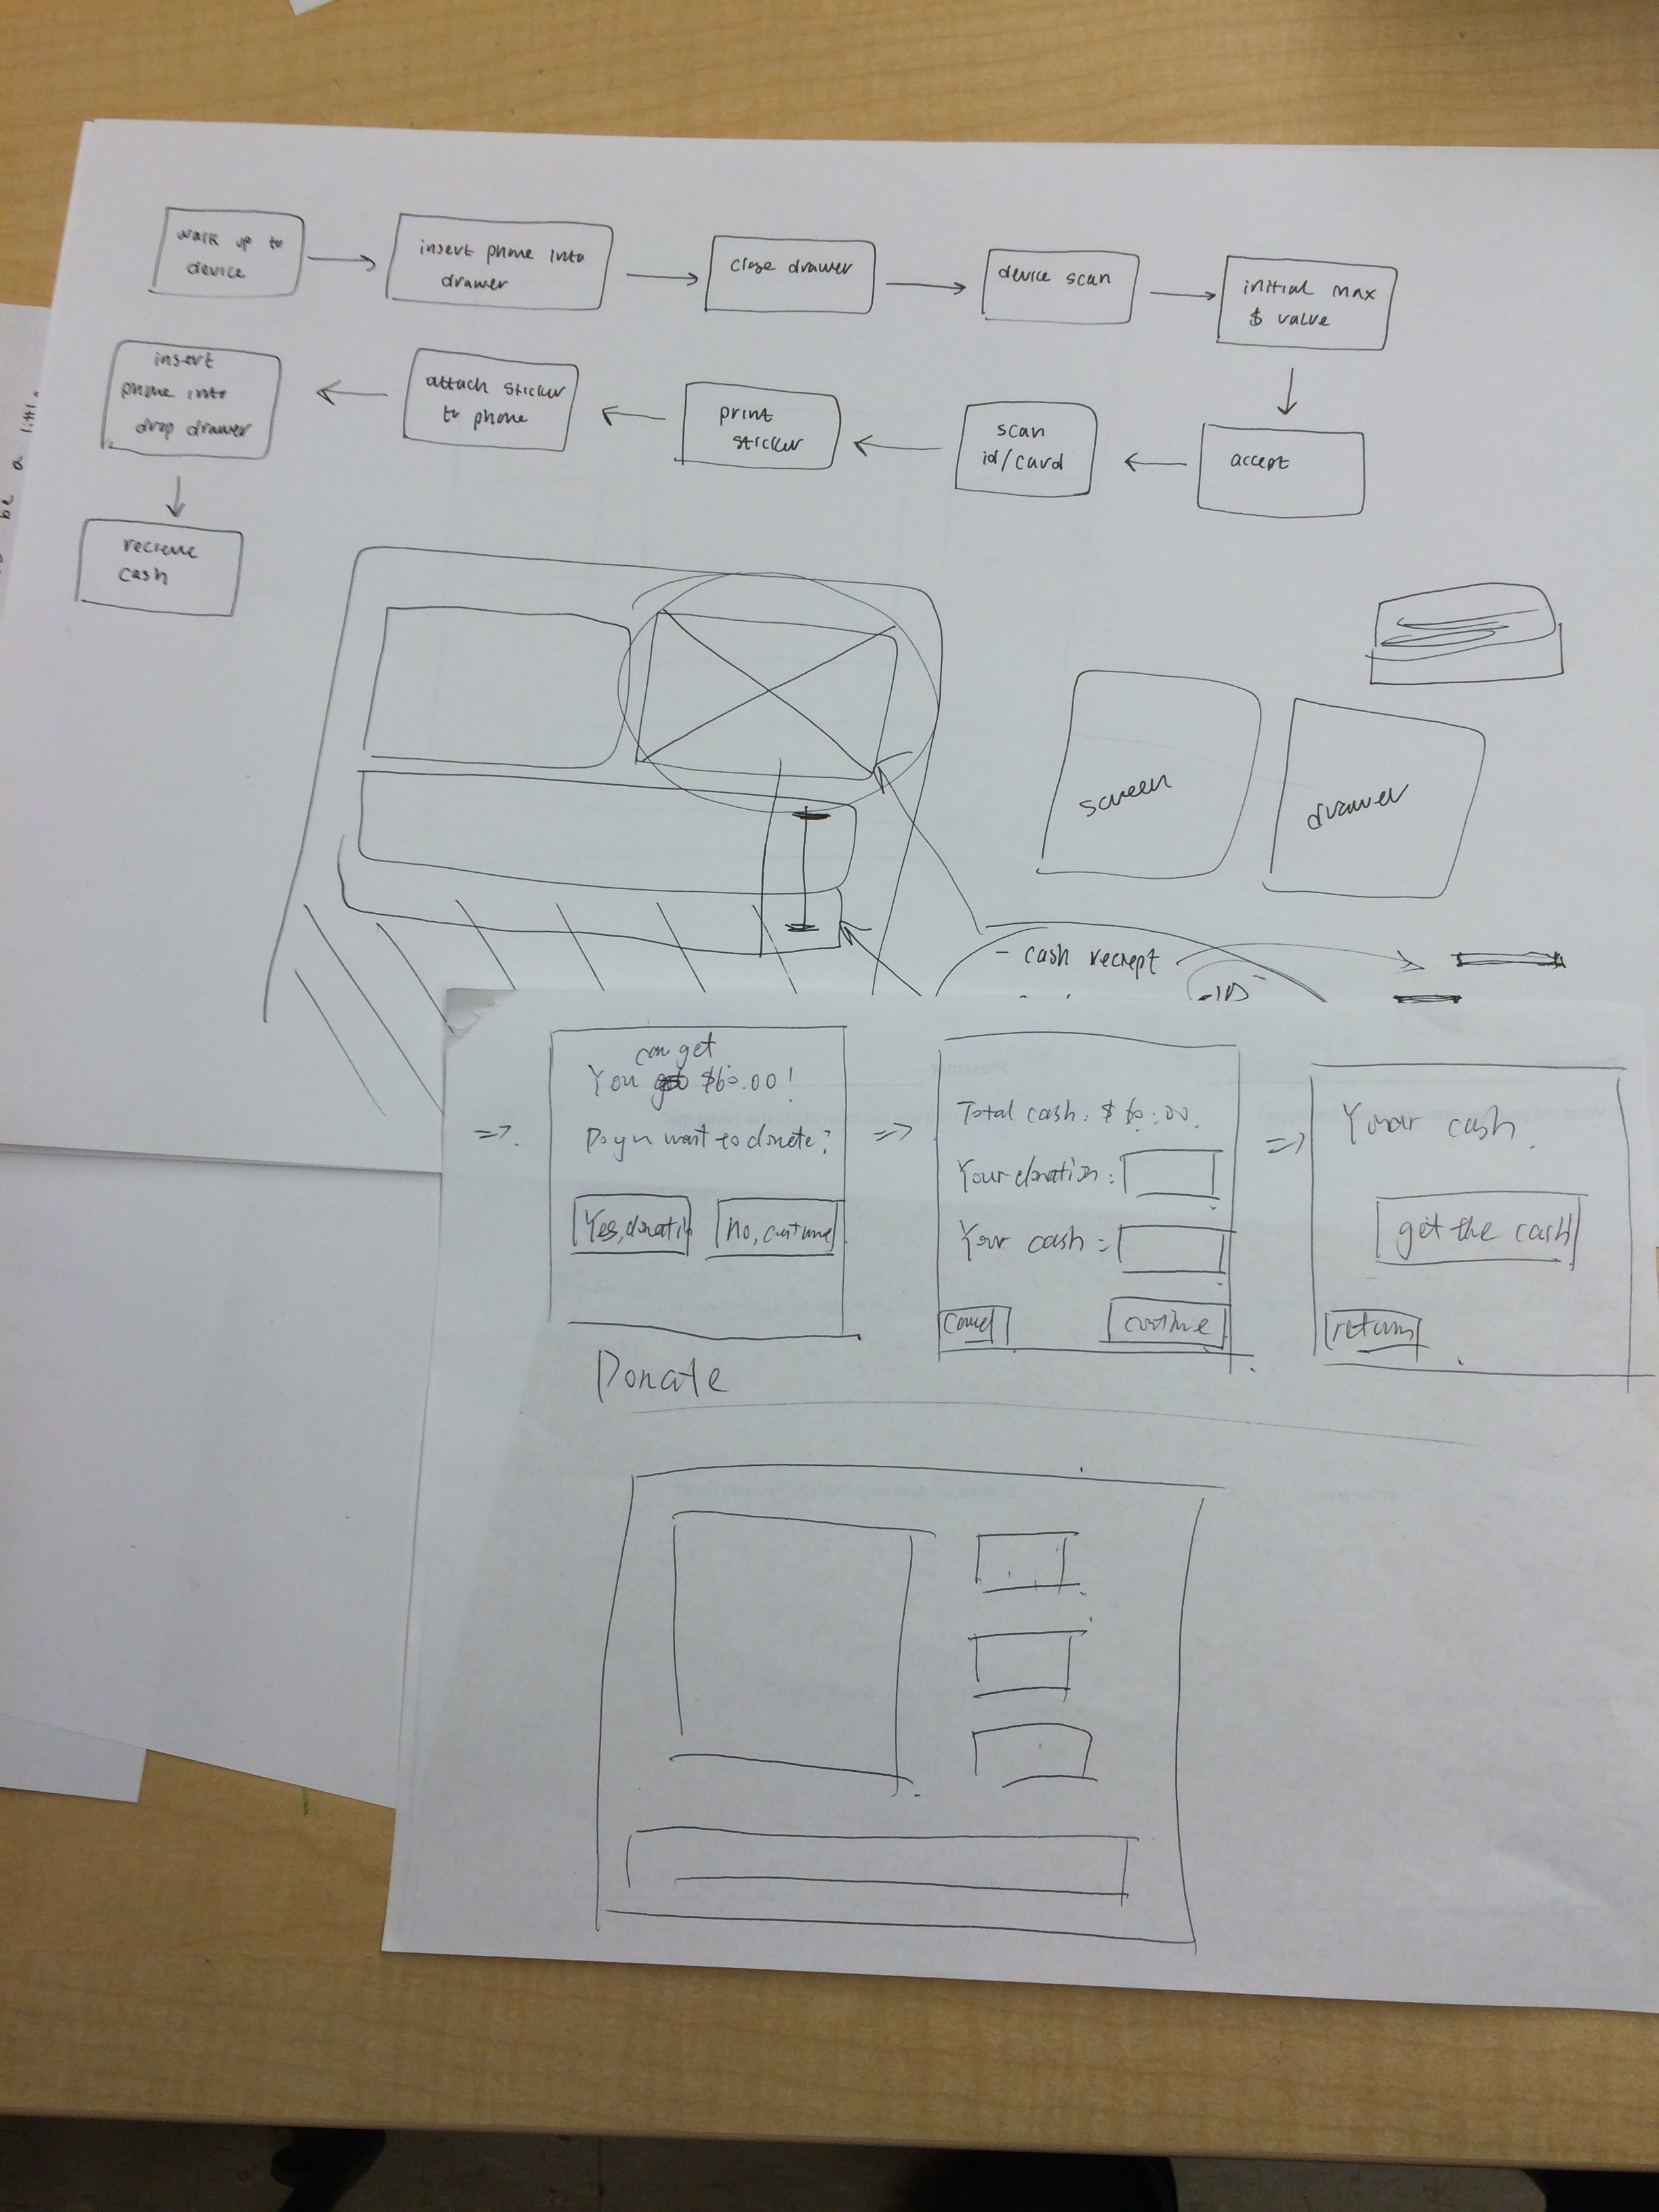 walk up to
device
insert phone into
drawer
close drawer
device scan
initial max
$ value
accept
scan
id/card
print
sticker
attach sticker
to phone
insert
phone into
drop drawer
recieve
cash
be a littl
screen
drawer
- cash reciept
- ID
can get
You $60.00!
Do you want to donate?
Yes, donate
No, continue
Donate
Total cash: $60.00.
Your donation:
Your cash:
Cancel
continue
Your cash.
get the cash
return